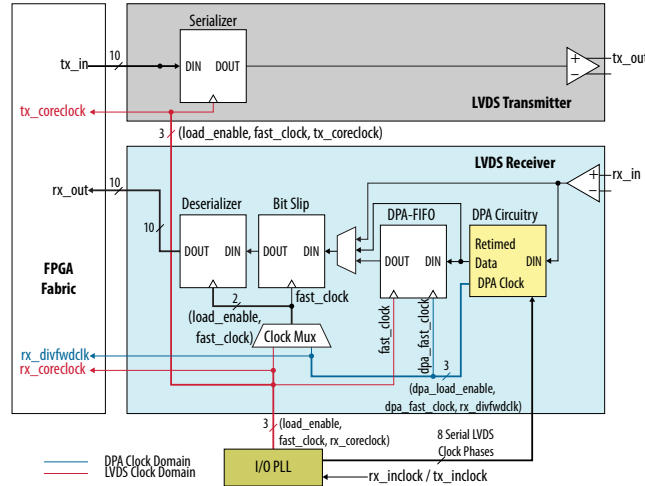 Serializer
10
tx_in
DIN DOUT
tx_out
tx_coreclock
LVDS Transmitter
3 (load_enable, fast_clock, tx_coreclock)
LVDS Receiver
10
rx_out
rx_in
Deserializer
Bit Slip
DPA-FIFO
DPA Circuitry
10
DOUT DIN
DOUT DIN
DOUT DIN
Retimed
Data
DIN
DPA Clock
FPGA
Fabric
2
fast_clock
(load_enable,
fast_clock)
Clock Mux
fast_clock
dpa_fast_clock
3
rx_divfwdclk
rx_coreclock
(dpa_load_enable,
dpa_fast_clock, rx_divfwdclk)
3 (load_enable,
fast_clock, rx_coreclock)
8 Serial LVDS
Clock Phases
I/O PLL
rx_inclock / tx_inclock
DPA Clock Domain
LVDS Clock Domain